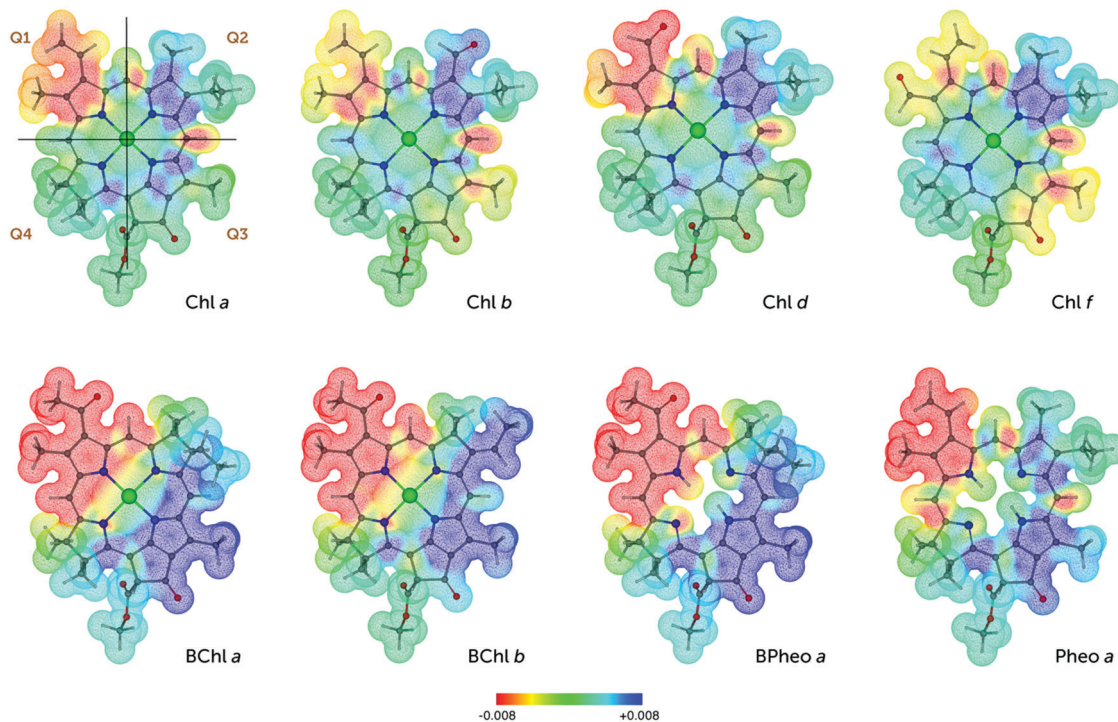 Q1 Q2
Q4 Q3
Chl a Chl b Chl d Chl f
BChl a BChl b BPheo a Pheo a
-0.008 +0.008